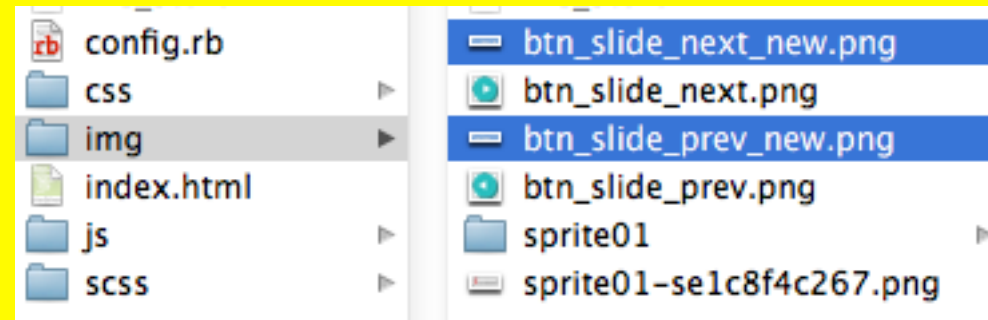 config.rb
css
img
index.html
js
scss
btn_slide_next_new.png
btn_slide_next.png
btn_slide_prev_new.png
btn_slide_prev.png
sprite01
sprite01-se1c8f4c267.png